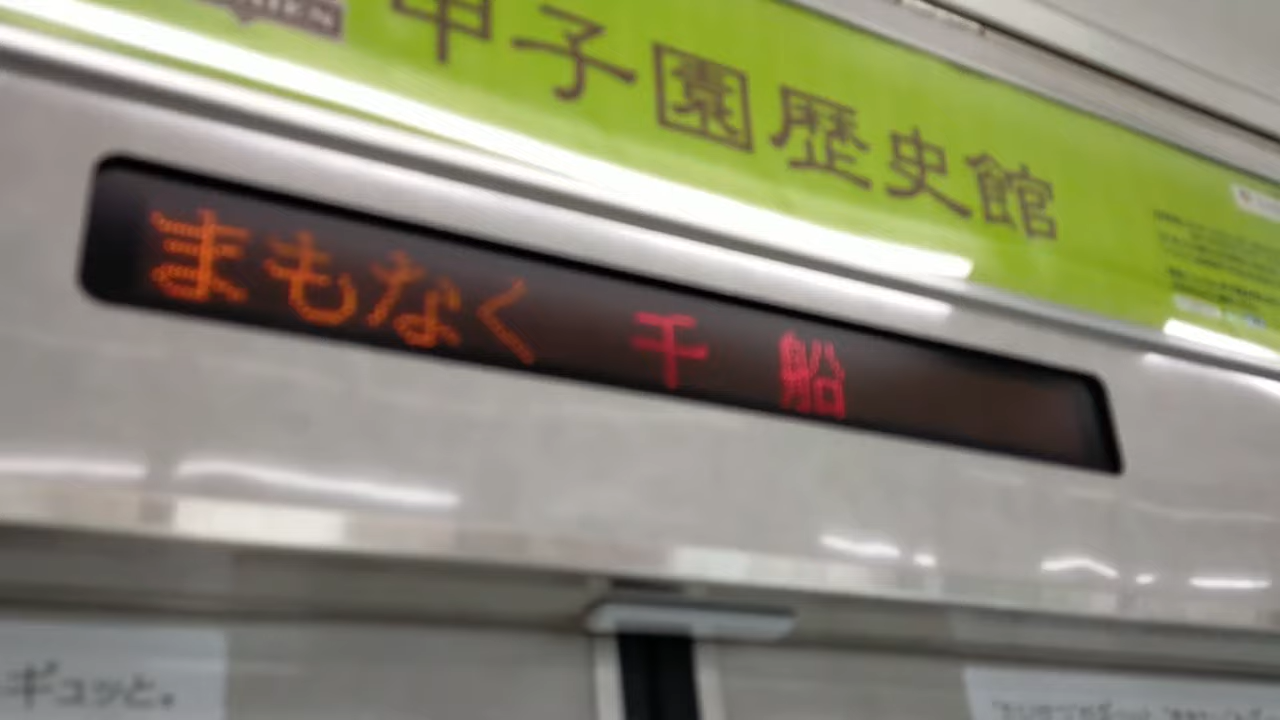 甲子園歴史館
まもなく 千船
ギュッと。